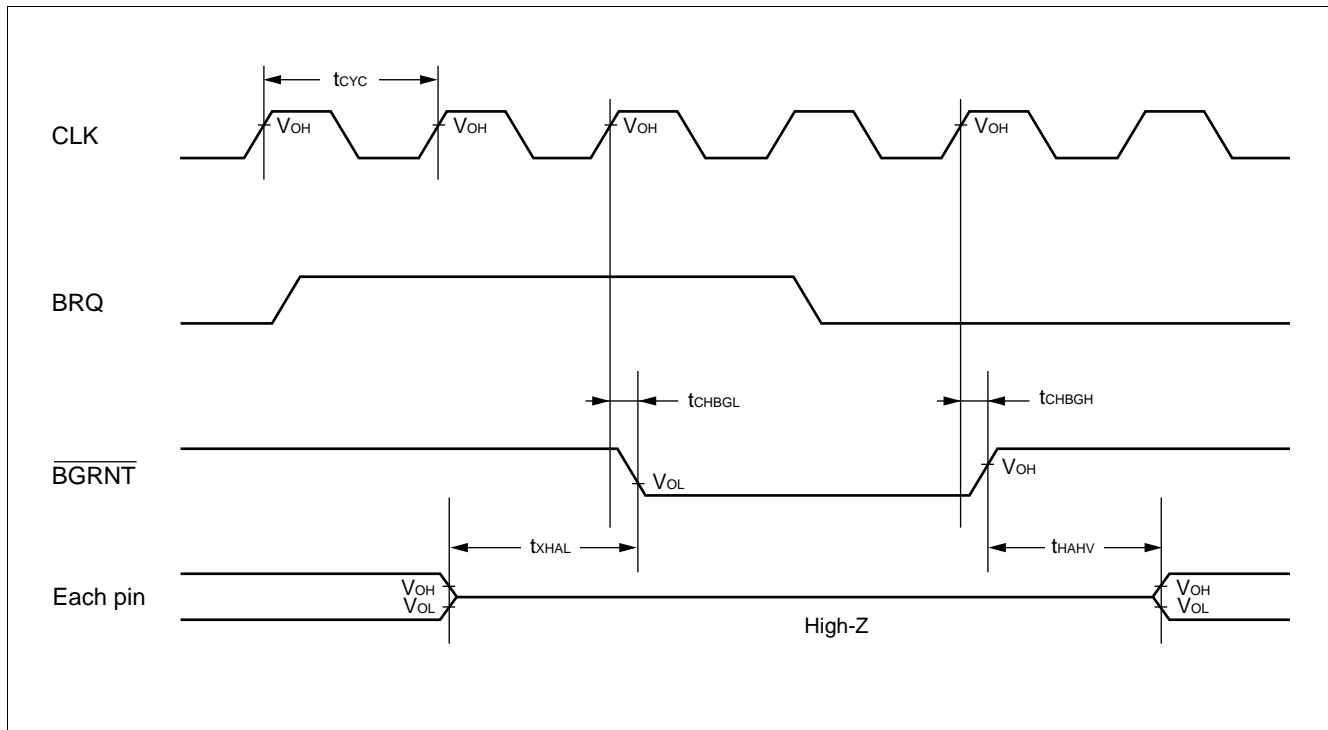 tCYC
CLK
VOH
VOH
VOH
VOH
BRQ
tCHBGL
tCHBGH
BGRNT
VOL
VOH
tXHAL
tHAHV
Each pin
VOH
VOL
VOH
VOL
High-Z